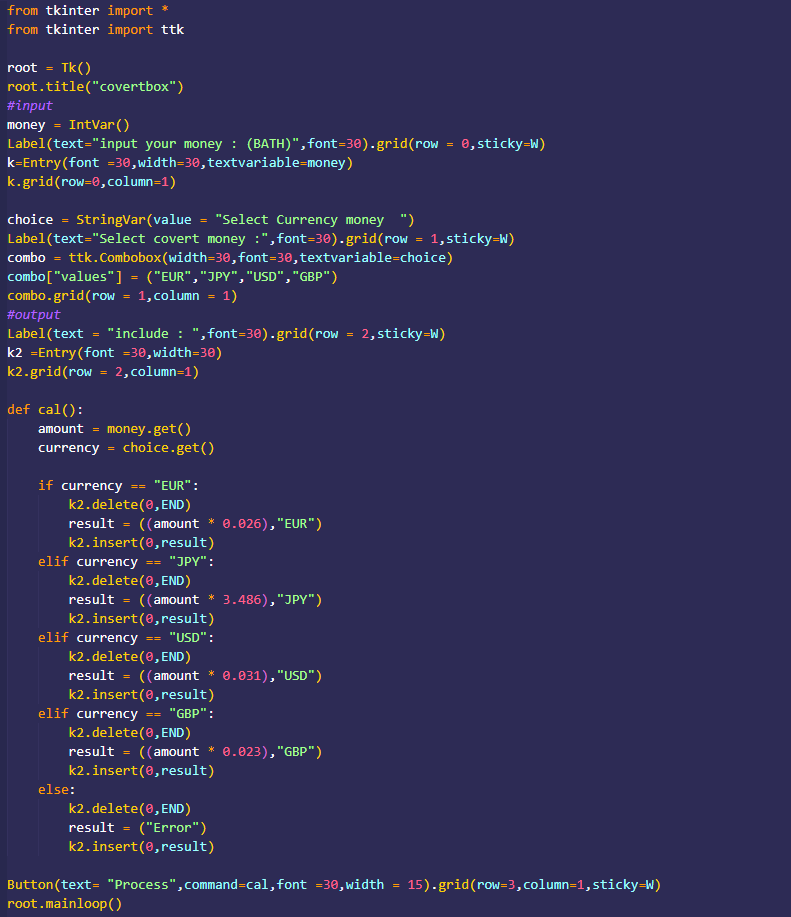 from tkinter import *
from tkinter import ttk
root = Tk()
root.title("covertbox")
#input
money = IntVar()
Label(text="input your money : (BATH)",font=30).grid(row = 0,sticky=W)
k=Entry(font =30,width=30,textvariable=money)
k.grid(row=0,column=1)
choice = StringVar(value = "Select Currency money  ")
Label(text="Select covert money :",font=30).grid(row = 1,sticky=W)
combo = ttk.Combobox(width=30,font=30,textvariable=choice)
combo["values"] = ("EUR","JPY","USD","GBP")
combo.grid(row = 1,column = 1)
#output
Label(text = "include : ",font=30).grid(row = 2,sticky=W)
k2 =Entry(font =30,width=30)
k2.grid(row = 2,column=1)
def cal():
    amount = money.get()
    currency = choice.get()
    if currency == "EUR":
        k2.delete(0,END)
        result = ((amount * 0.026),"EUR")
        k2.insert(0,result)
    elif currency == "JPY":
        k2.delete(0,END)
        result = ((amount * 3.486),"JPY")
        k2.insert(0,result)
    elif currency == "USD":
        k2.delete(0,END)
        result = ((amount * 0.031),"USD")
        k2.insert(0,result)
    elif currency == "GBP":
        k2.delete(0,END)
        result = ((amount * 0.023),"GBP")
        k2.insert(0,result)
    else:
        k2.delete(0,END)
        result = ("Error")
        k2.insert(0,result)
Button(text= "Process",command=cal,font =30,width = 15).grid(row=3,column=1,sticky=W)
root.mainloop()